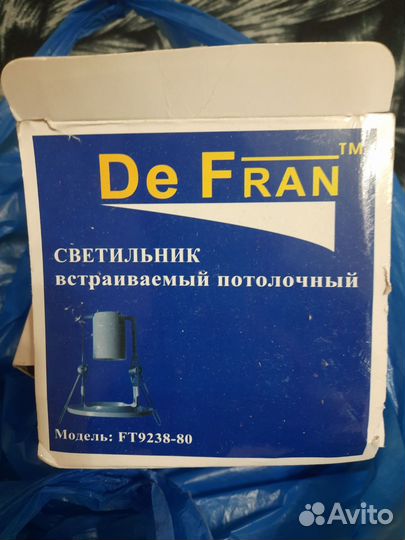 De FRAN™
СВЕТИЛЬНИК
встраиваемый потолочный
Модель: FT9238-80
Avito